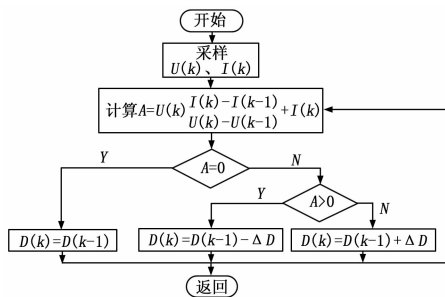 开始
采样
U(k)、I(k)
计算A=U(k) I(k)-I(k-1) +I(k)
U(k)-U(k-1)
Y
A=0
N
Y
A>0
N
D(k)=D(k-1)
D(k)=D(k-1)-ΔD
D(k)=D(k-1)+ΔD
返回